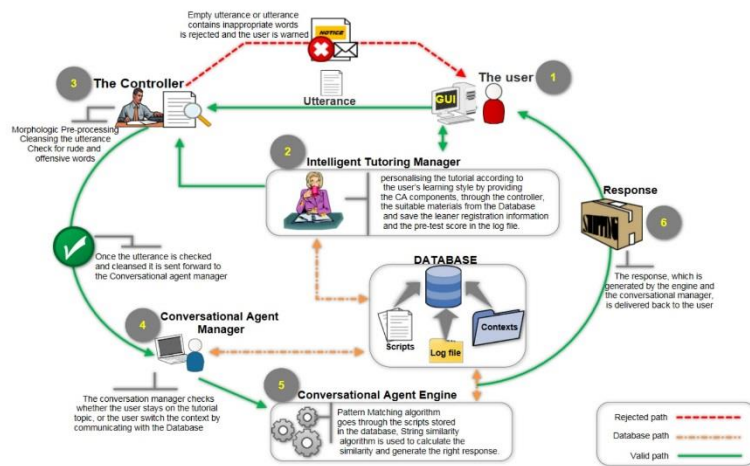 Empty utterance or utterance
contains inappropriate words
is rejected and the user is warned
NOTICE
3
The Controller
The user
1
Utterance
GUI
Morphologic Pre-processing
Cleansing the utterance
Check for rude and
offensive words
2
Intelligent Tutoring Manager
personalising the tutorial according to
the user's learning style by providing
the CA components, through the controller,
the suitable materials from the Database
and save the leaner registration information
and the pre-test score in the log file.
Response
6
Once the utterance is checked
and cleansed it is sent forward to
the Conversational agent manager
DATABASE
Scripts
Log file
Contexts
The response, which is
generated by the engine and
the conversational manager,
is delivered back to the user
4
Conversational Agent
Manager
The conversation manager checks
whether the user stays on the tutorial
topic, or the user switch the context by
communicating with the Database
5
Conversational Agent Engine
Pattern Matching algorithm
goes through the scripts stored
in the database, String similarity
algorithm is used to calculate the
similarity and generate the right response.
Rejected path
Database path
Valid path